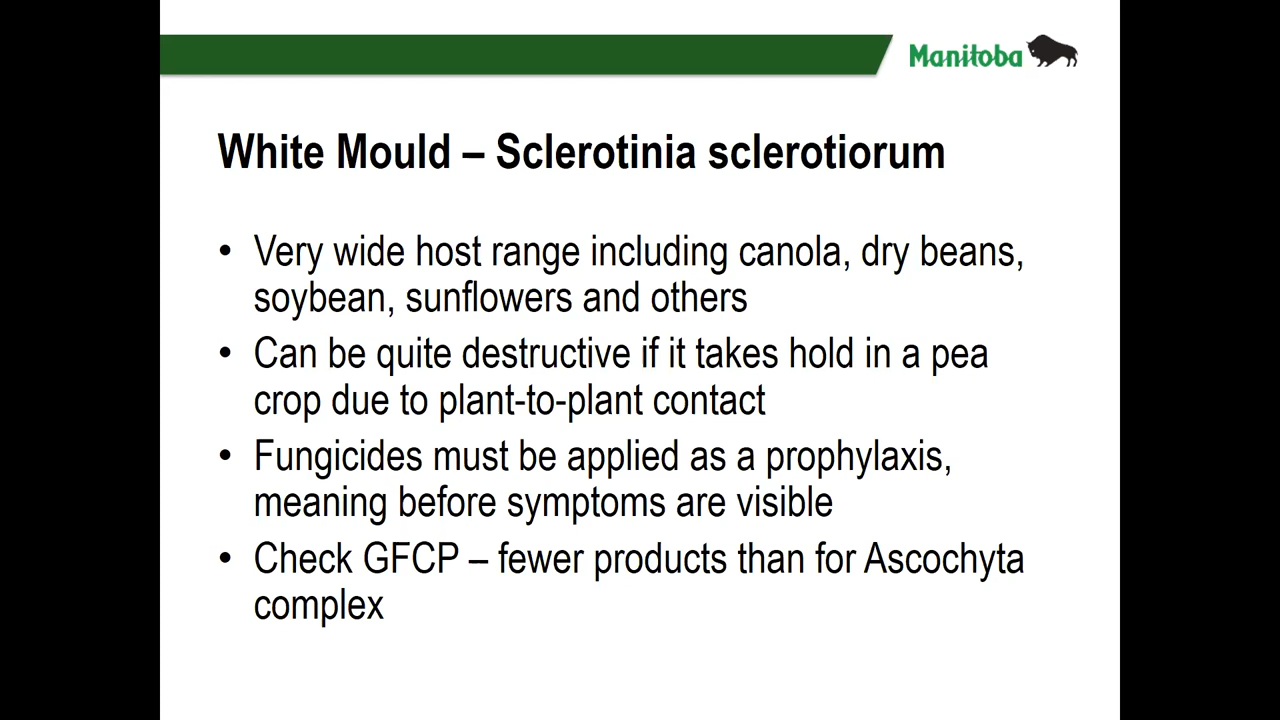 Manitoba
White Mould – Sclerotinia sclerotiorum
• Very wide host range including canola, dry beans,
soybean, sunflowers and others
• Can be quite destructive if it takes hold in a pea
crop due to plant-to-plant contact
• Fungicides must be applied as a prophylaxis,
meaning before symptoms are visible
• Check GFCP – fewer products than for Ascochyta
complex